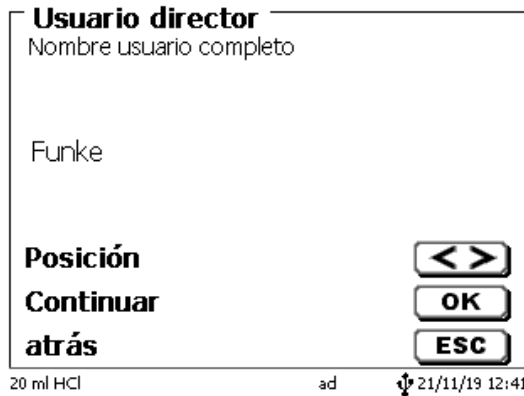 Usuario director
Nombre usuario completo
Funke
Posición < >
Continuar OK
atrás ESC
20 ml HCl ad 21/11/19 12:41